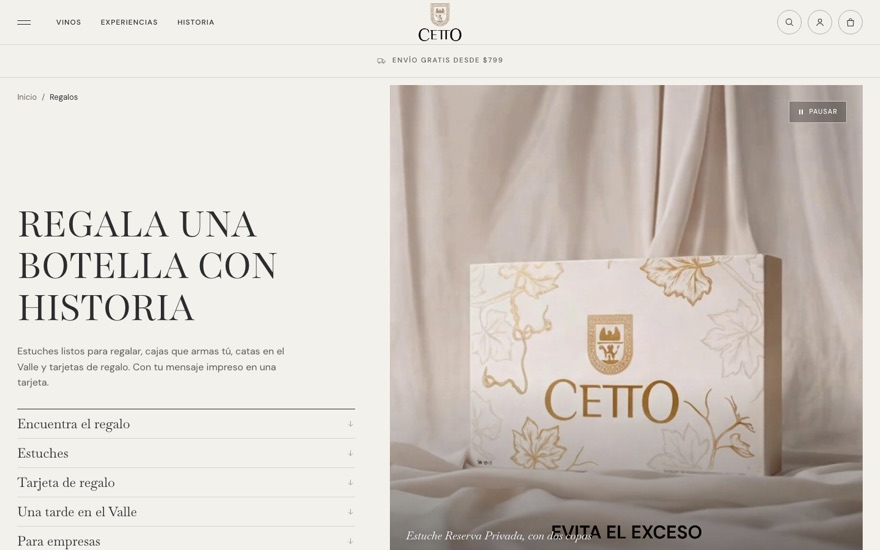 VINOS
EXPERIENCIAS
HISTORIA
CETTO
ENVÍO GRATIS DESDE $799
Inicio / Regalos
REGALA UNA
BOTELLA CON
HISTORIA
Estuches listos para regalar, cajas que armas tú, catas en el
Valle y tarjetas de regalo. Con tu mensaje impreso en una
tarjeta.
Encuentra el regalo
Estuches
Tarjeta de regalo
Una tarde en el Valle
Para empresas
PAUSAR
CETTO
EVITA EL EXCESO
Estuche Reserva Privada, con dos copas